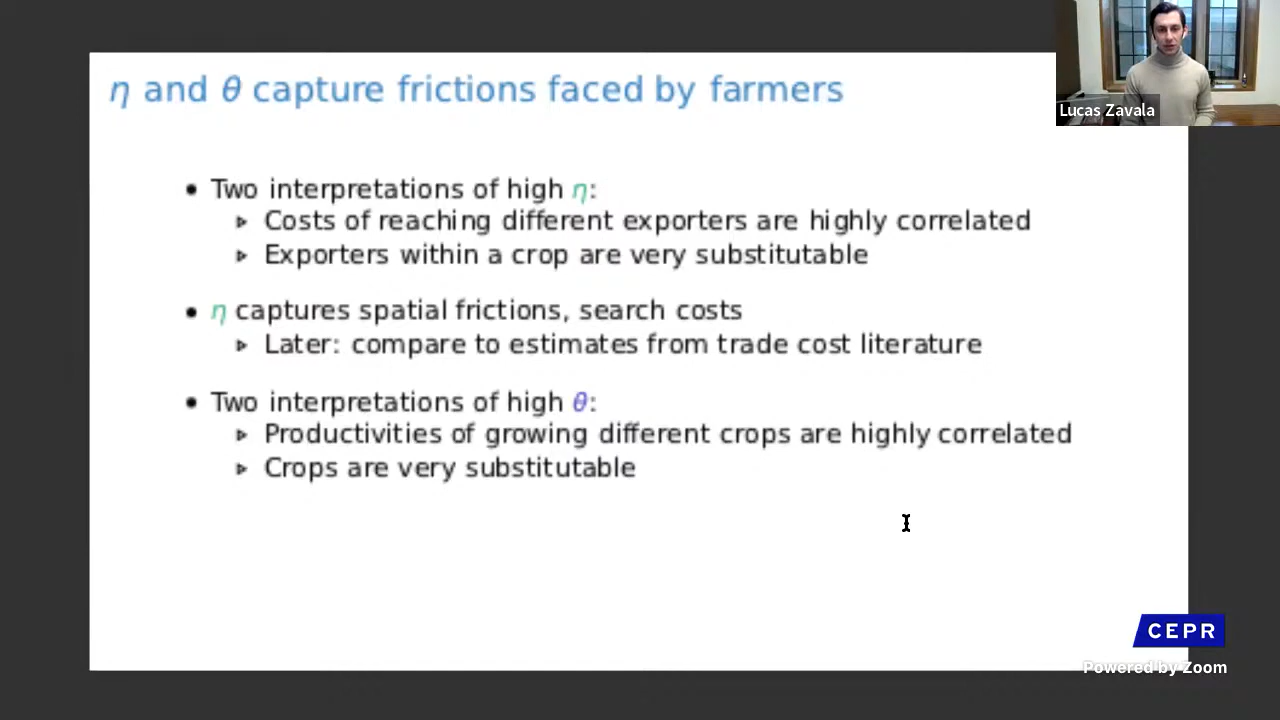 η and θ capture frictions faced by farmers
Lucas Zavala
• Two interpretations of high η:
▹ Costs of reaching different exporters are highly correlated
▹ Exporters within a crop are very substitutable
• η captures spatial frictions, search costs
▹ Later: compare to estimates from trade cost literature
• Two interpretations of high θ:
▹ Productivities of growing different crops are highly correlated
▹ Crops are very substitutable
CEPR
Powered by Zoom